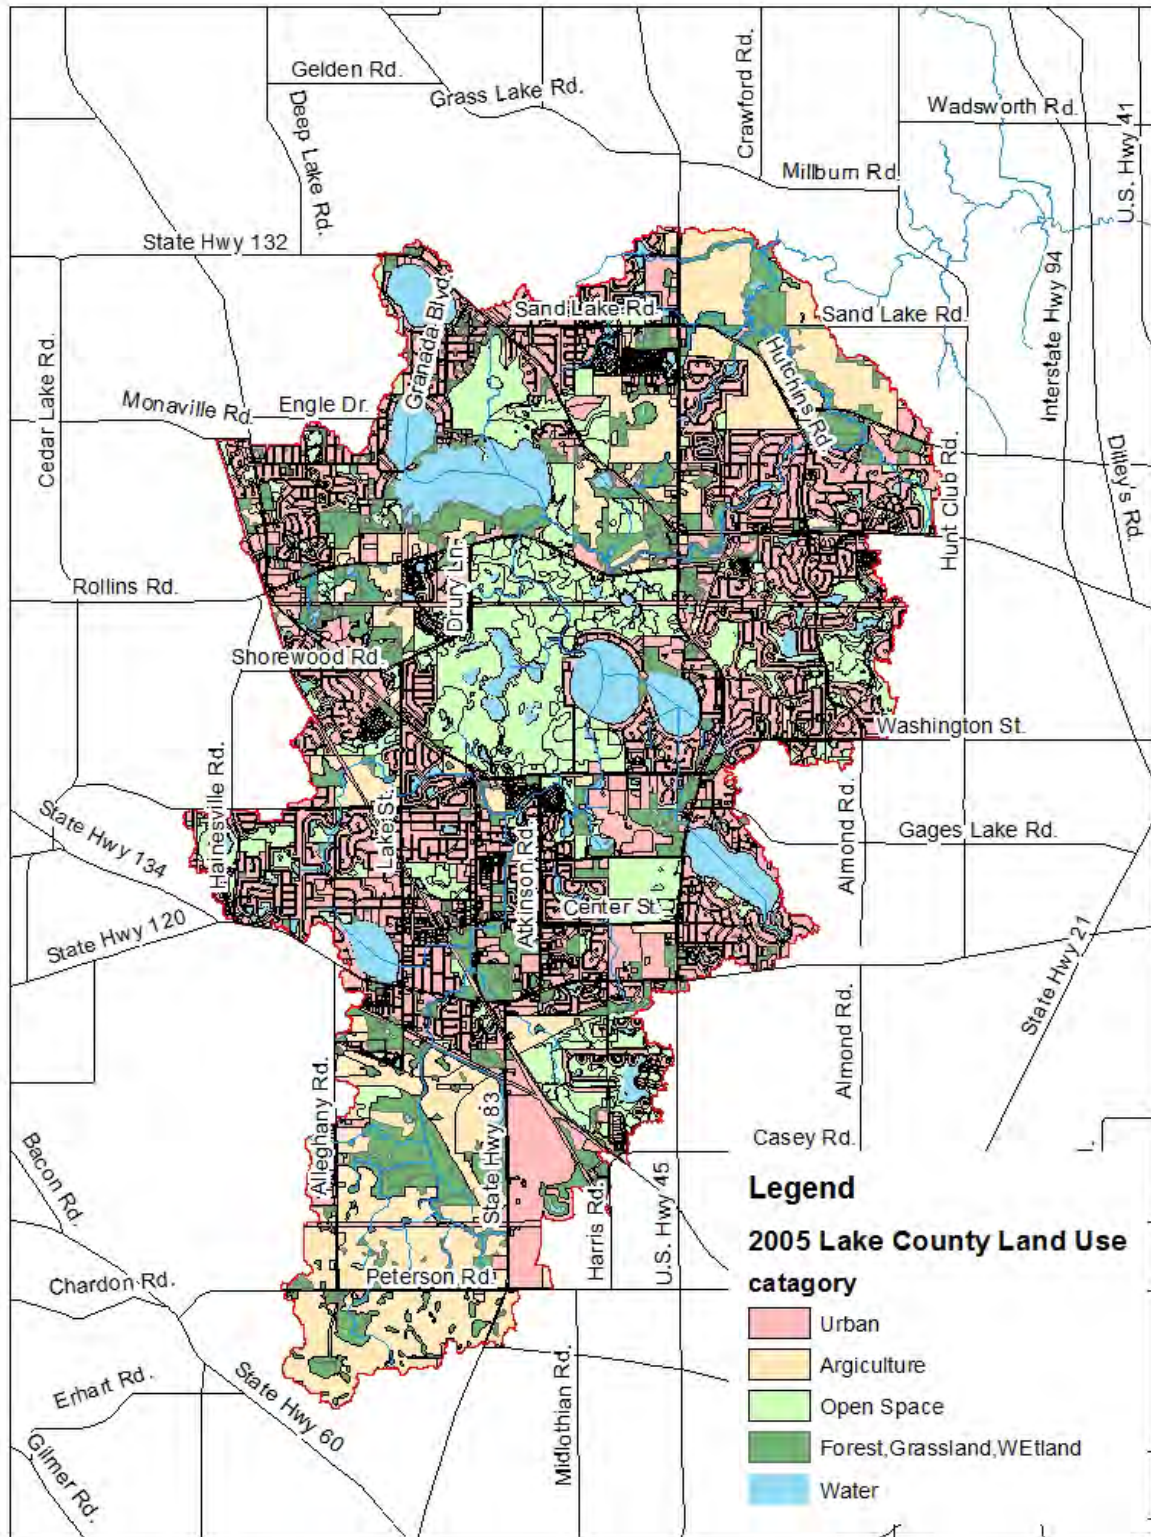 Gelden Rd.
Grass Lake Rd.
Crawford Rd.
Wadsworth Rd.
U.S. Hwy 41
Deep Lake Rd.
Millburn Rd.
State Hwy 132
Interstate Hwy 94
Granada Blvd.
Sand Lake Rd.
Sand Lake Rd.
Cedar Lake Rd.
Hutchins Rd.
Monaville Rd.
Engle Dr.
Dilley's Rd.
Hunt Club Rd.
Rollins Rd.
Drury Ln.
Shorewood Rd.
Washington St.
Hainesville Rd.
State Hwy 134
Lake St.
Atkinson Rd.
Almond Rd.
Gages Lake Rd.
Center St.
State Hwy 120
State Hwy 21
Almond Rd.
Alleghany Rd.
State Hwy 83
Casey Rd.
Bacon Rd.
Harris Rd.
U.S. Hwy 45
Chardon Rd.
Peterson Rd.
Erhart Rd.
State Hwy 60
Midlothian Rd.
Gilmer Rd.
Legend
2005 Lake County Land Use
catagory
Urban
Argiculture
Open Space
Forest,Grassland,WEtland
Water